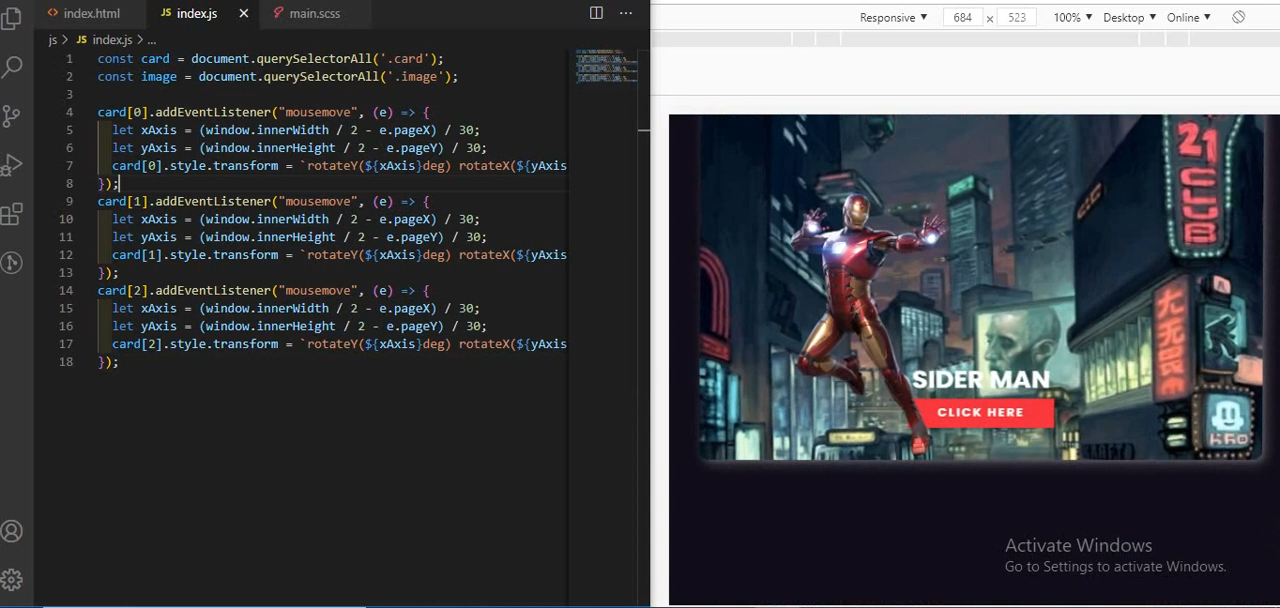 index.html
JS index.js
main.scss
js > JS index.js > ...
1 const card = document.querySelectorAll('.card');
2 const image = document.querySelectorAll('.image');
3
4 card[0].addEventListener("mousemove", (e) => {
5 let xAxis = (window.innerWidth / 2 - e.pageX) / 30;
6 let yAxis = (window.innerHeight / 2 - e.pageY) / 30;
7 card[0].style.transform = `rotateY(${xAxis}deg) rotateX(${yAxis
8 });
9 card[1].addEventListener("mousemove", (e) => {
10 let xAxis = (window.innerWidth / 2 - e.pageX) / 30;
11 let yAxis = (window.innerHeight / 2 - e.pageY) / 30;
12 card[1].style.transform = `rotateY(${xAxis}deg) rotateX(${yAxis
13 });
14 card[2].addEventListener("mousemove", (e) => {
15 let xAxis = (window.innerWidth / 2 - e.pageX) / 30;
16 let yAxis = (window.innerHeight / 2 - e.pageY) / 30;
17 card[2].style.transform = `rotateY(${xAxis}deg) rotateX(${yAxis
18 });
Responsive 684 x 523 100% Desktop Online
21
CLUB
无
无
SIDER MAN
CLICK HERE
Activate Windows
Go to Settings to activate Windows.